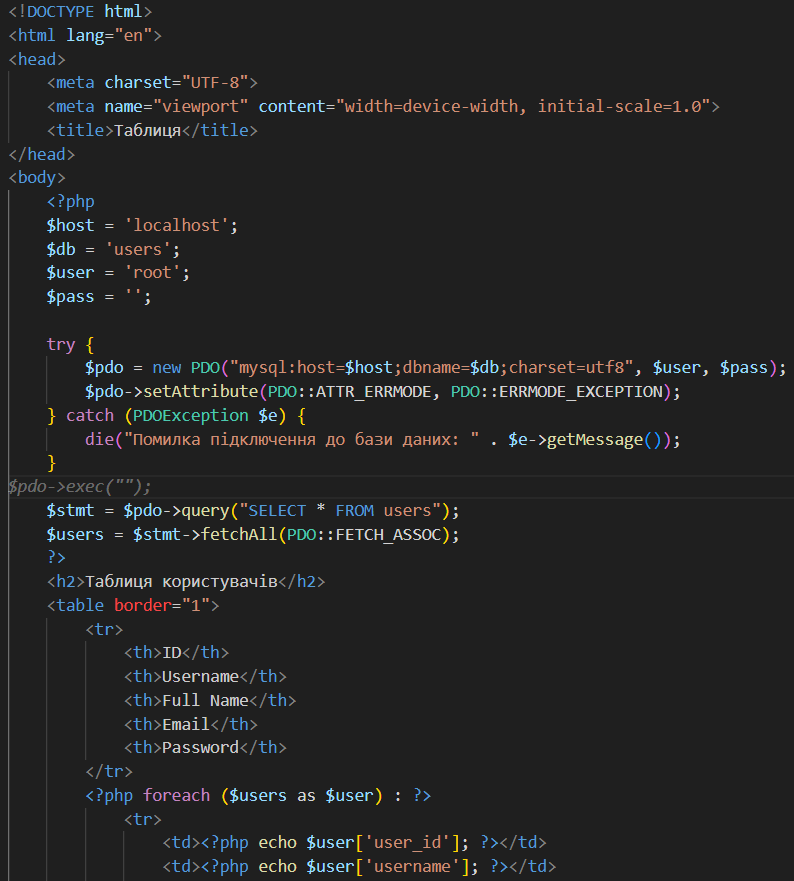 <!DOCTYPE html>
<html lang="en">
<head>
    <meta charset="UTF-8">
    <meta name="viewport" content="width=device-width, initial-scale=1.0">
    <title>Таблиця</title>
</head>
<body>
    <?php
    $host = 'localhost';
    $db = 'users';
    $user = 'root';
    $pass = '';

    try {
        $pdo = new PDO("mysql:host=$host;dbname=$db;charset=utf8", $user, $pass);
        $pdo->setAttribute(PDO::ATTR_ERRMODE, PDO::ERRMODE_EXCEPTION);
    } catch (PDOException $e) {
        die("Помилка підключення до бази даних: " . $e->getMessage());
    }
$pdo->exec("");
    $stmt = $pdo->query("SELECT * FROM users");
    $users = $stmt->fetchAll(PDO::FETCH_ASSOC);
    ?>
    <h2>Таблиця користувачів</h2>
    <table border="1">
        <tr>
            <th>ID</th>
            <th>Username</th>
            <th>Full Name</th>
            <th>Email</th>
            <th>Password</th>
        </tr>
        <?php foreach ($users as $user) : ?>
            <tr>
                <td><?php echo $user['user_id']; ?></td>
                <td><?php echo $user['username']; ?></td>